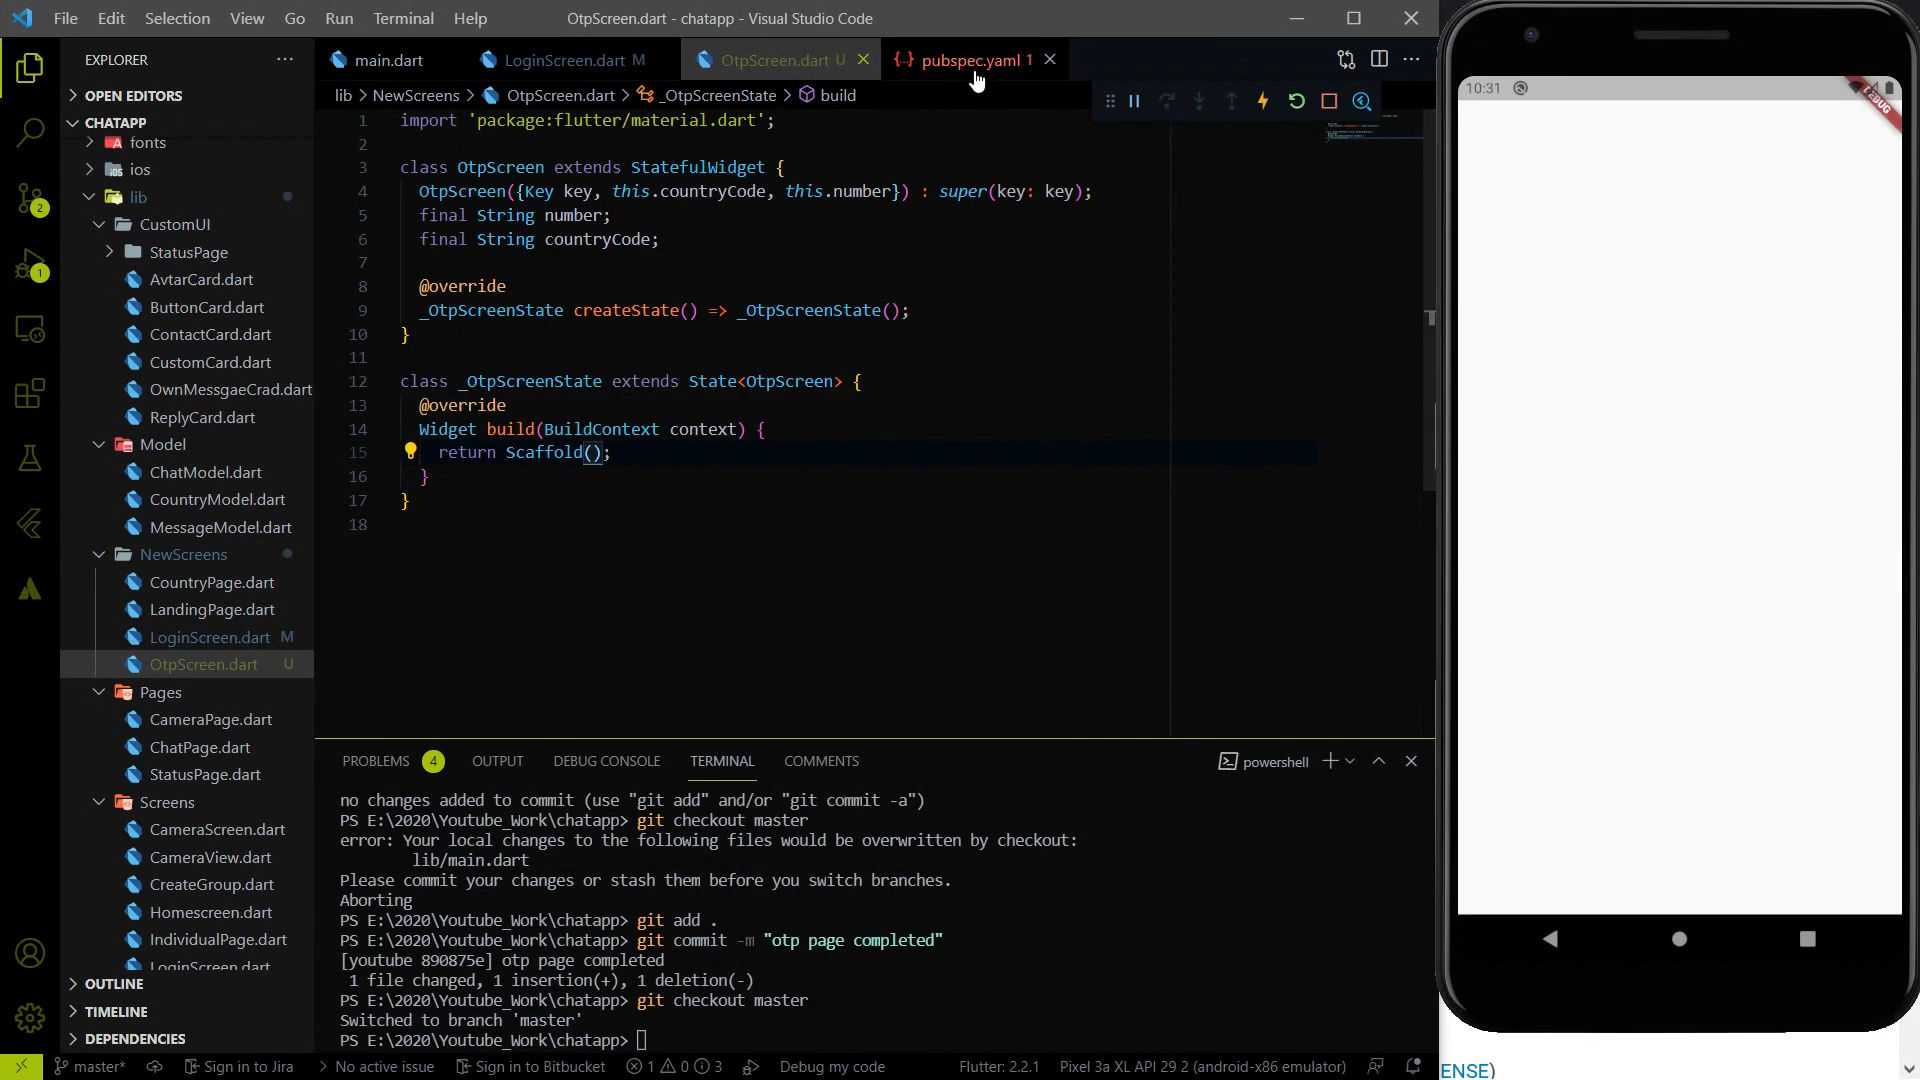 File Edit Selection View Go Run Terminal Help
OtpScreen.dart - chatapp - Visual Studio Code
EXPLORER
OPEN EDITORS
CHATAPP
fonts
ios
lib
CustomUI
StatusPage
AvtarCard.dart
ButtonCard.dart
ContactCard.dart
CustomCard.dart
OwnMessgaeCrad.dart
ReplyCard.dart
Model
ChatModel.dart
CountryModel.dart
MessageModel.dart
NewScreens
CountryPage.dart
LandingPage.dart
LoginScreen.dart M
OtpScreen.dart U
Pages
CameraPage.dart
ChatPage.dart
StatusPage.dart
Screens
CameraScreen.dart
CameraView.dart
CreateGroup.dart
Homescreen.dart
IndividualPage.dart
LoginScreen.dart
OUTLINE
TIMELINE
DEPENDENCIES
2
1
main.dart LoginScreen.dart M OtpScreen.dart U pubspec.yaml 1
lib > NewScreens > OtpScreen.dart > _OtpScreenState > build
1 import 'package:flutter/material.dart';
2
3 class OtpScreen extends StatefulWidget {
4 OtpScreen({Key key, this.countryCode, this.number}) : super(key: key);
5 final String number;
6 final String countryCode;
7
8 @override
9 _OtpScreenState createState() => _OtpScreenState();
10 }
11
12 class _OtpScreenState extends State<OtpScreen> {
13 @override
14 Widget build(BuildContext context) {
15 return Scaffold();
16 }
17 }
18
PROBLEMS 4 OUTPUT DEBUG CONSOLE TERMINAL COMMENTS powershell
no changes added to commit (use "git add" and/or "git commit -a")
PS E:\2020\Youtube_Work\chatapp> git checkout master
error: Your local changes to the following files would be overwritten by checkout:
lib/main.dart
Please commit your changes or stash them before you switch branches.
Aborting
PS E:\2020\Youtube_Work\chatapp> git add .
PS E:\2020\Youtube_Work\chatapp> git commit -m "otp page completed"
[youtube 890875e] otp page completed
1 file changed, 1 insertion(+), 1 deletion(-)
PS E:\2020\Youtube_Work\chatapp> git checkout master
Switched to branch 'master'
PS E:\2020\Youtube_Work\chatapp>
master* Sign in to Jira No active issue Sign in to Bitbucket 1 0 3 Debug my code Flutter: 2.2.1 Pixel 3a XL API 29 2 (android-x86 emulator)
10:31
DEBUG
ENSE)